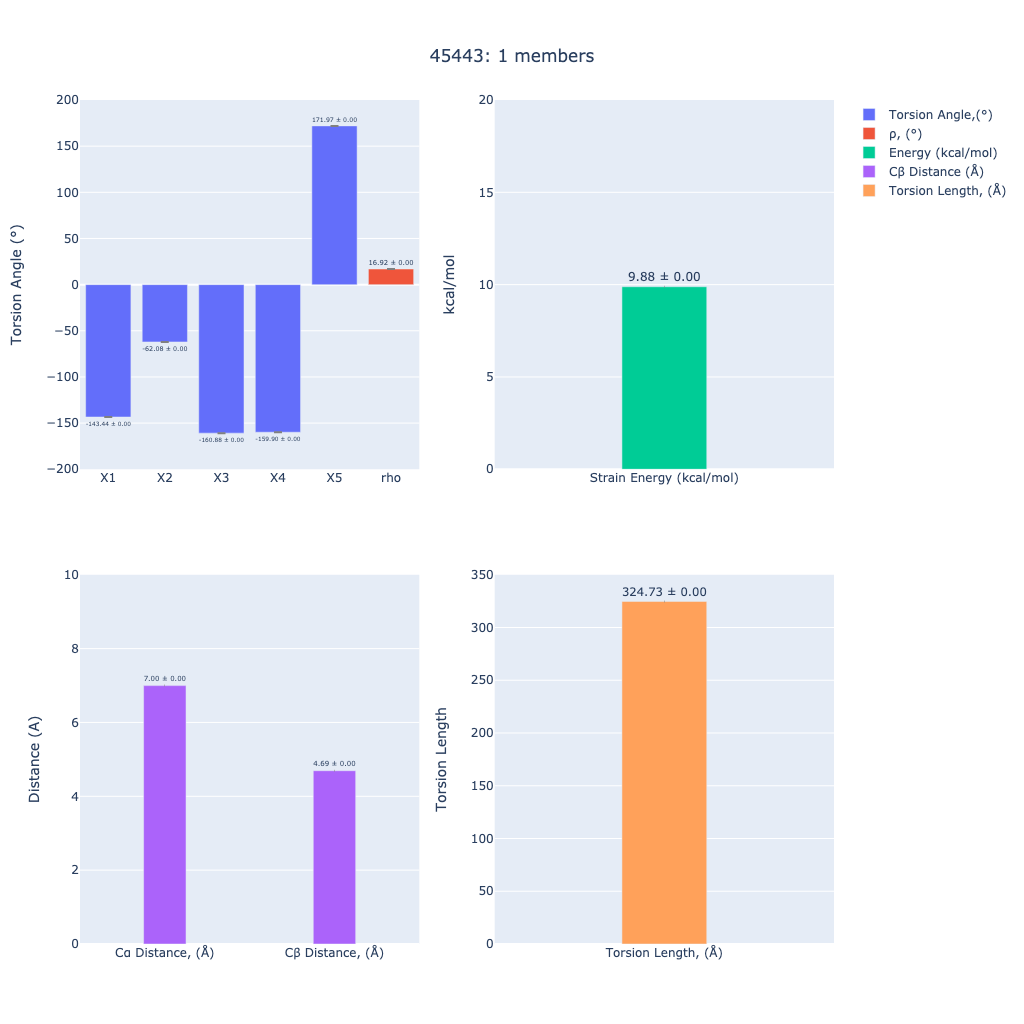 45443: 1 members
Torsion Angle (°)
200
150
100
50
0
−50
−100
−150
−200
-143.44 ± 0.00
-62.08 ± 0.00
-160.88 ± 0.00
-159.90 ± 0.00
171.97 ± 0.00
16.92 ± 0.00
X1 X2 X3 X4 X5 rho
kcal/mol
20
15
10
5
0
9.88 ± 0.00
Strain Energy (kcal/mol)
Torsion Angle,(°)
ρ, (°)
Energy (kcal/mol)
Cβ Distance (Å)
Torsion Length, (Å)
Distance (A)
10
8
6
4
2
0
7.00 ± 0.00
4.69 ± 0.00
Cα Distance, (Å) Cβ Distance, (Å)
Torsion Length
350
300
250
200
150
100
50
0
324.73 ± 0.00
Torsion Length, (Å)